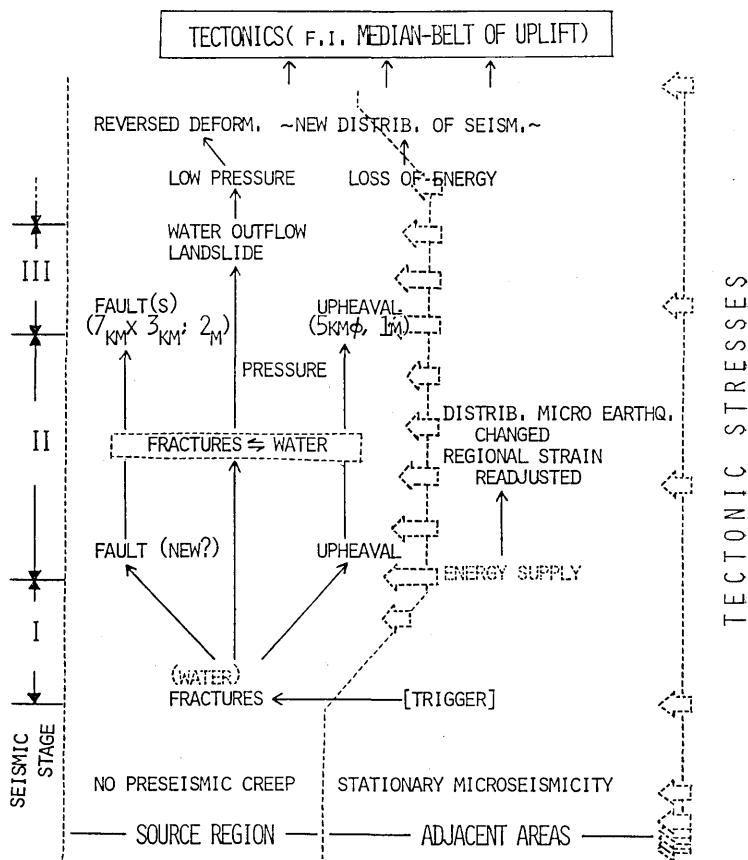 TECTONICS( F.I. MEDIAN-BELT OF UPLIFT)
REVERSED DEFORM. ~NEW DISTRIB. OF SEISM.~
LOW PRESSURE
LOSS OF ENERGY
WATER OUTFLOW
LANDSLIDE
III
FAULT(S)
(7KM X 3KM; 2M)
UPHEAVAL
(5KMφ, 1M)
PRESSURE
DISTRIB. MICRO EARTHQ.
CHANGED
REGIONAL STRAIN
READJUSTED
FRACTURES ⇋ WATER
II
FAULT (NEW?)
UPHEAVAL
ENERGY SUPPLY
I
(WATER)
FRACTURES
[TRIGGER]
SEISMIC
STAGE
NO PRESEISMIC CREEP
STATIONARY MICROSEISMICITY
SOURCE REGION
ADJACENT AREAS
TECTONIC STRESSES